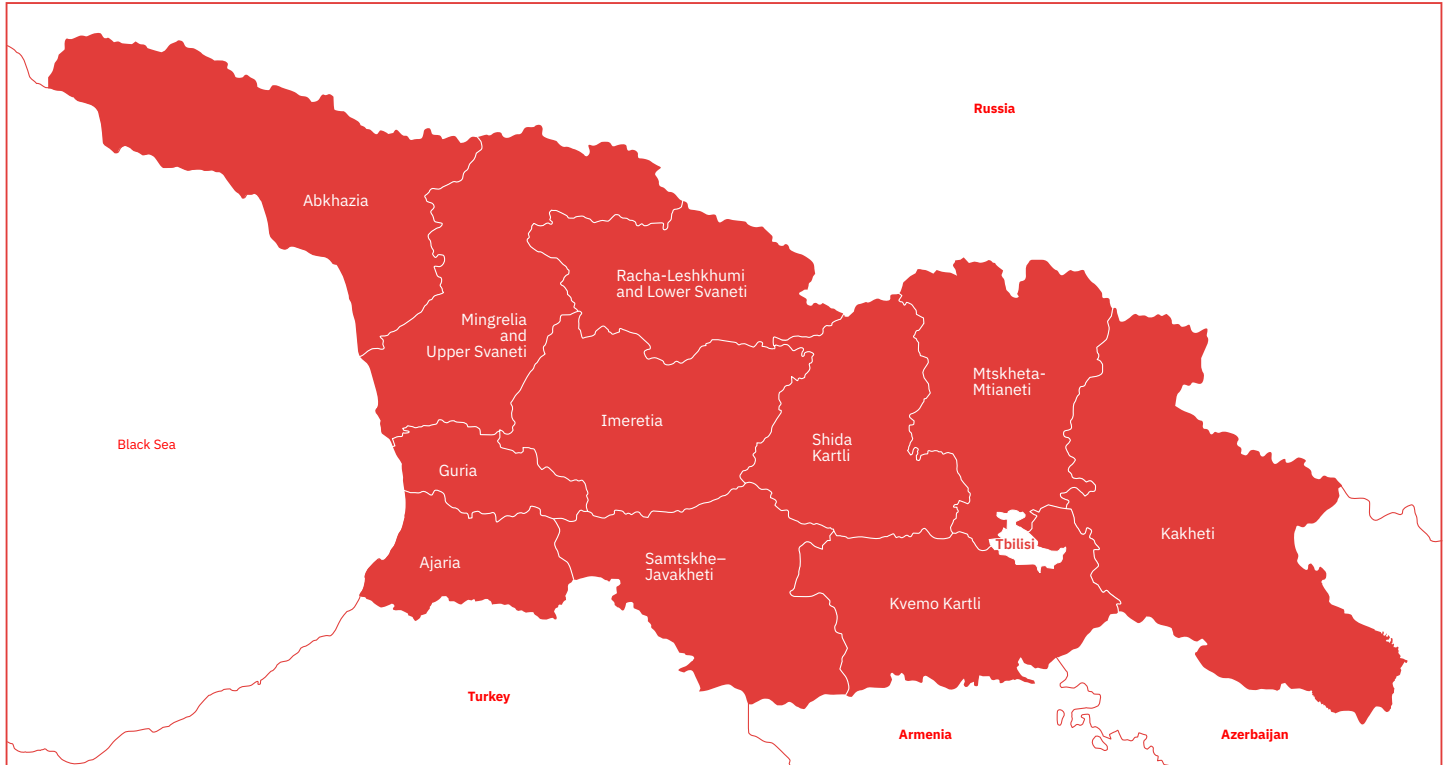 Russia
Abkhazia
Racha-Leshkhumi
and Lower Svaneti
Mingrelia
and
Upper Svaneti
Mtskheta-
Mtianeti
Imeretia
Shida
Kartli
Black Sea
Guria
Kakheti
Tbilisi
Ajaria
Samtskhe–
Javakheti
Kvemo Kartli
Turkey
Armenia
Azerbaijan